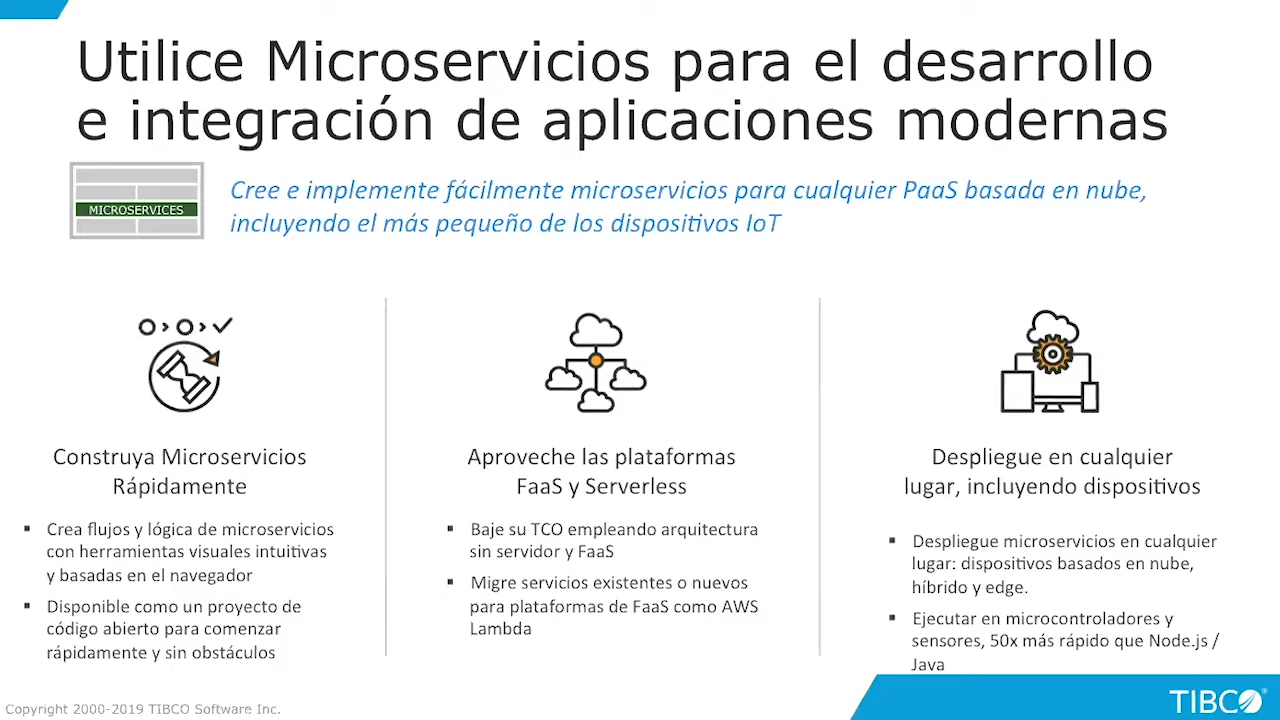 Utilice Microservicios para el desarrollo
e integración de aplicaciones modernas
MICROSERVICES
Cree e implemente fácilmente microservicios para cualquier PaaS basada en nube,
incluyendo el más pequeño de los dispositivos IoT
Construya Microservicios
Rápidamente
▪ Crea flujos y lógica de microservicios
con herramientas visuales intuitivas
y basadas en el navegador
▪ Disponible como un proyecto de
código abierto para comenzar
rápidamente y sin obstáculos
Aproveche las plataformas
FaaS y Serverless
▪ Baje su TCO empleando arquitectura
sin servidor y FaaS
▪ Migre servicios existentes o nuevos
para plataformas de FaaS como AWS
Lambda
Despliegue en cualquier
lugar, incluyendo dispositivos
▪ Despliegue microservicios en cualquier
lugar: dispositivos basados en nube,
híbrido y edge.
▪ Ejecutar en microcontroladores y
sensores, 50x más rápido que Node.js /
Java
Copyright 2000-2019 TIBCO Software Inc.
TIBCO®